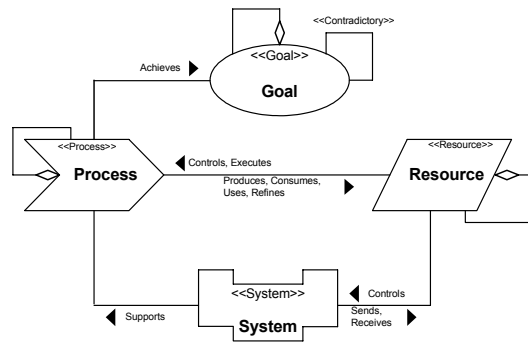 <<Contradictory>>
<<Goal>>
Goal
Achieves
<<Process>>
Process
Controls, Executes
Produces, Consumes,
Uses, Refines
<<Resource>>
Resource
<<System>>
System
Supports
Controls
Sends,
Receives